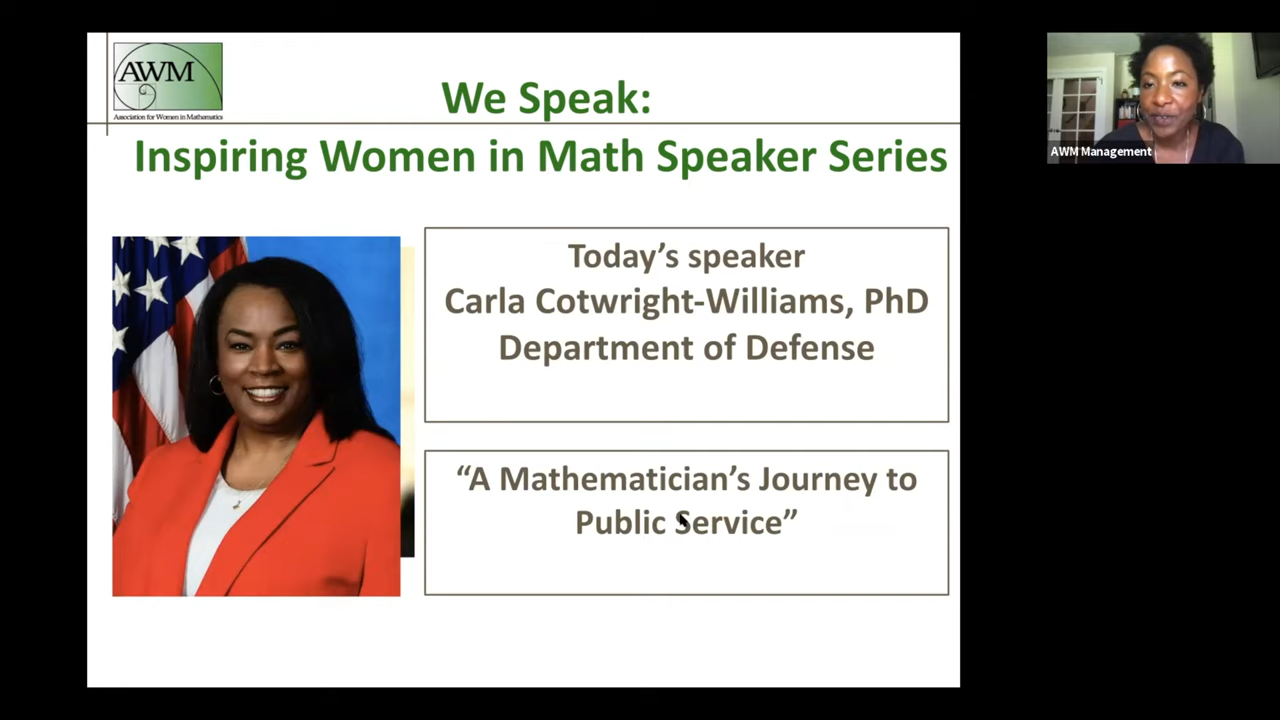 AWM
Association for Women in Mathematics
We Speak:
Inspiring Women in Math Speaker Series
Today’s speaker
Carla Cotwright-Williams, PhD
Department of Defense
“A Mathematician’s Journey to
Public Service”
AWM Management